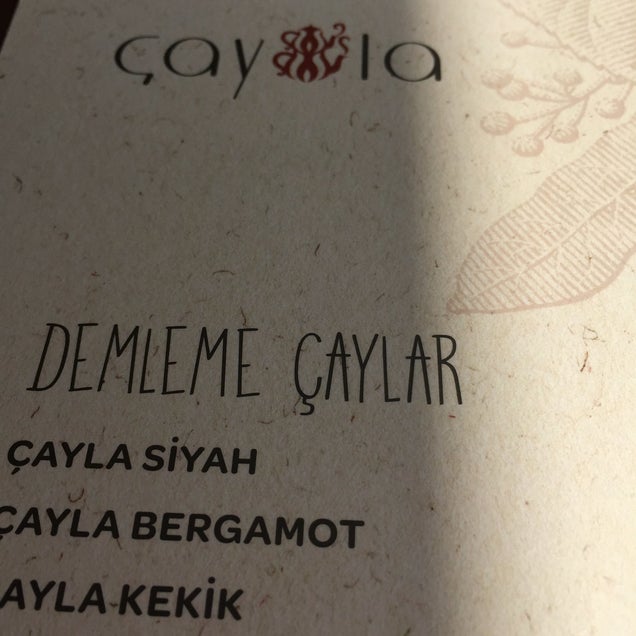 çayla
DEMLEME ÇAYLAR
ÇAYLA SİYAH
ÇAYLA BERGAMOT
AYLA KEKİK